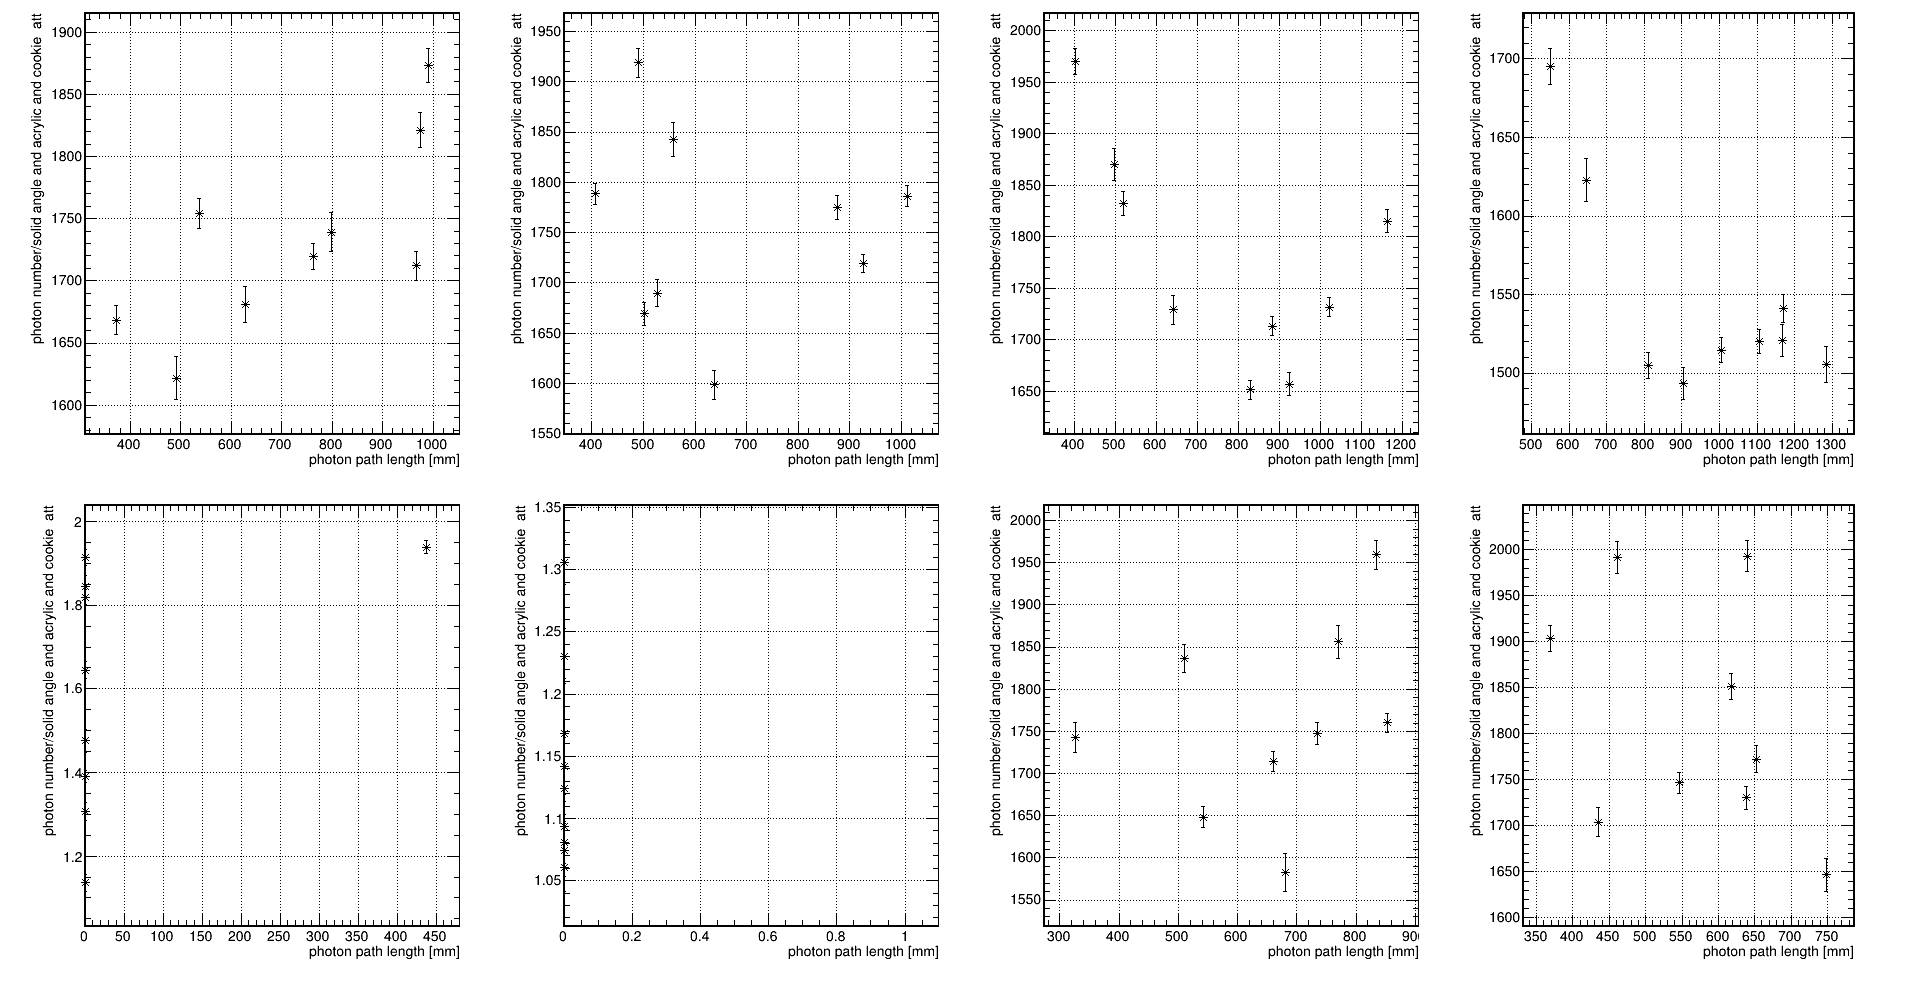 photon number/solid angle and acrylic and cookie att
1900
1850
1800
1750
1700
1650
1600
400 500 600 700 800 900 1000
photon path length [mm]
photon number/solid angle and acrylic and cookie att
1950
1900
1850
1800
1750
1700
1650
1600
1550
400 500 600 700 800 900 1000
photon path length [mm]
photon number/solid angle and acrylic and cookie att
2000
1950
1900
1850
1800
1750
1700
1650
400 500 600 700 800 900 1000 1100 1200
photon path length [mm]
photon number/solid angle and acrylic and cookie att
1700
1650
1600
1550
1500
500 600 700 800 900 1000 1100 1200 1300
photon path length [mm]
photon number/solid angle and acrylic and cookie att
2
1.8
1.6
1.4
1.2
0 50 100 150 200 250 300 350 400 450
photon path length [mm]
photon number/solid angle and acrylic and cookie att
1.35
1.3
1.25
1.2
1.15
1.1
1.05
0 0.2 0.4 0.6 0.8 1
photon path length [mm]
photon number/solid angle and acrylic and cookie att
2000
1950
1900
1850
1800
1750
1700
1650
1600
1550
300 400 500 600 700 800 90
photon path length [mm]
photon number/solid angle and acrylic and cookie att
2000
1950
1900
1850
1800
1750
1700
1650
1600
350 400 450 500 550 600 650 700 750
photon path length [mm]